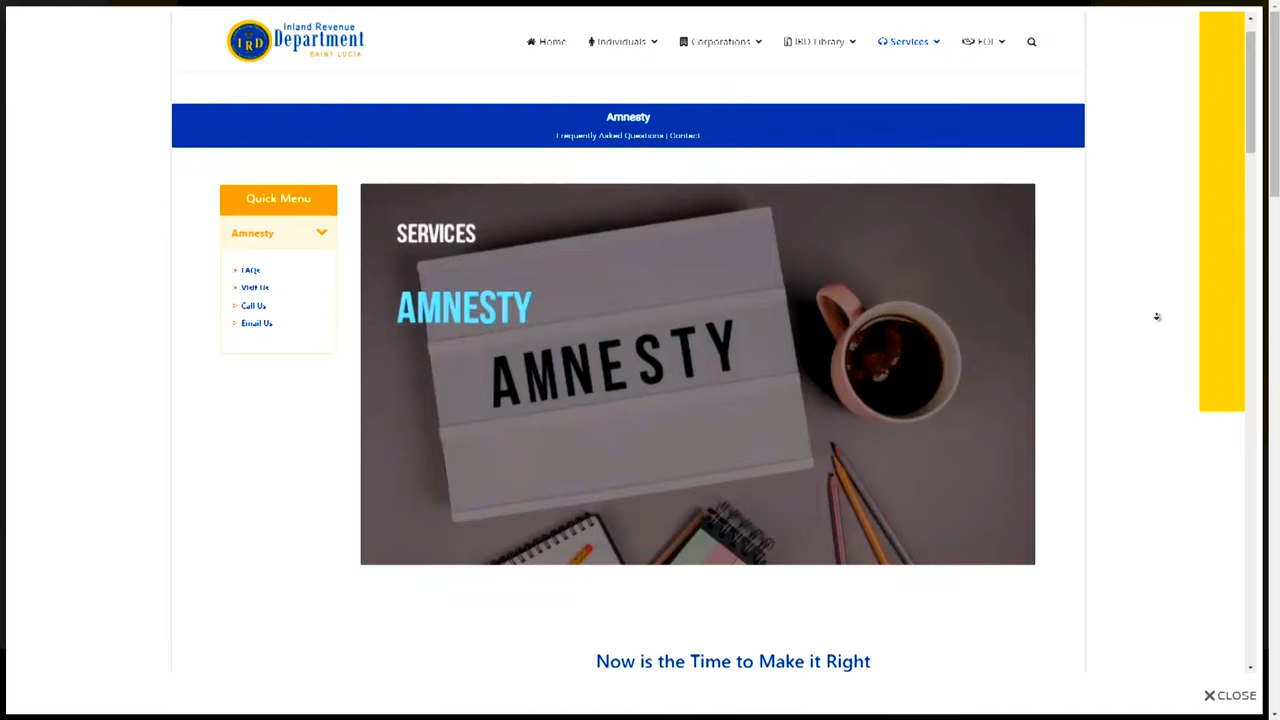 Inland Revenue
Department
SAINT LUCIA
IRD
Home
Individuals
Corporations
IRD Library
Services
EOI
Amnesty
Frequently Asked Questions | Contact
Quick Menu
Amnesty
FAQs
Visit Us
Call Us
Email Us
SERVICES
AMNESTY
AMNESTY
Now is the Time to Make it Right
CLOSE